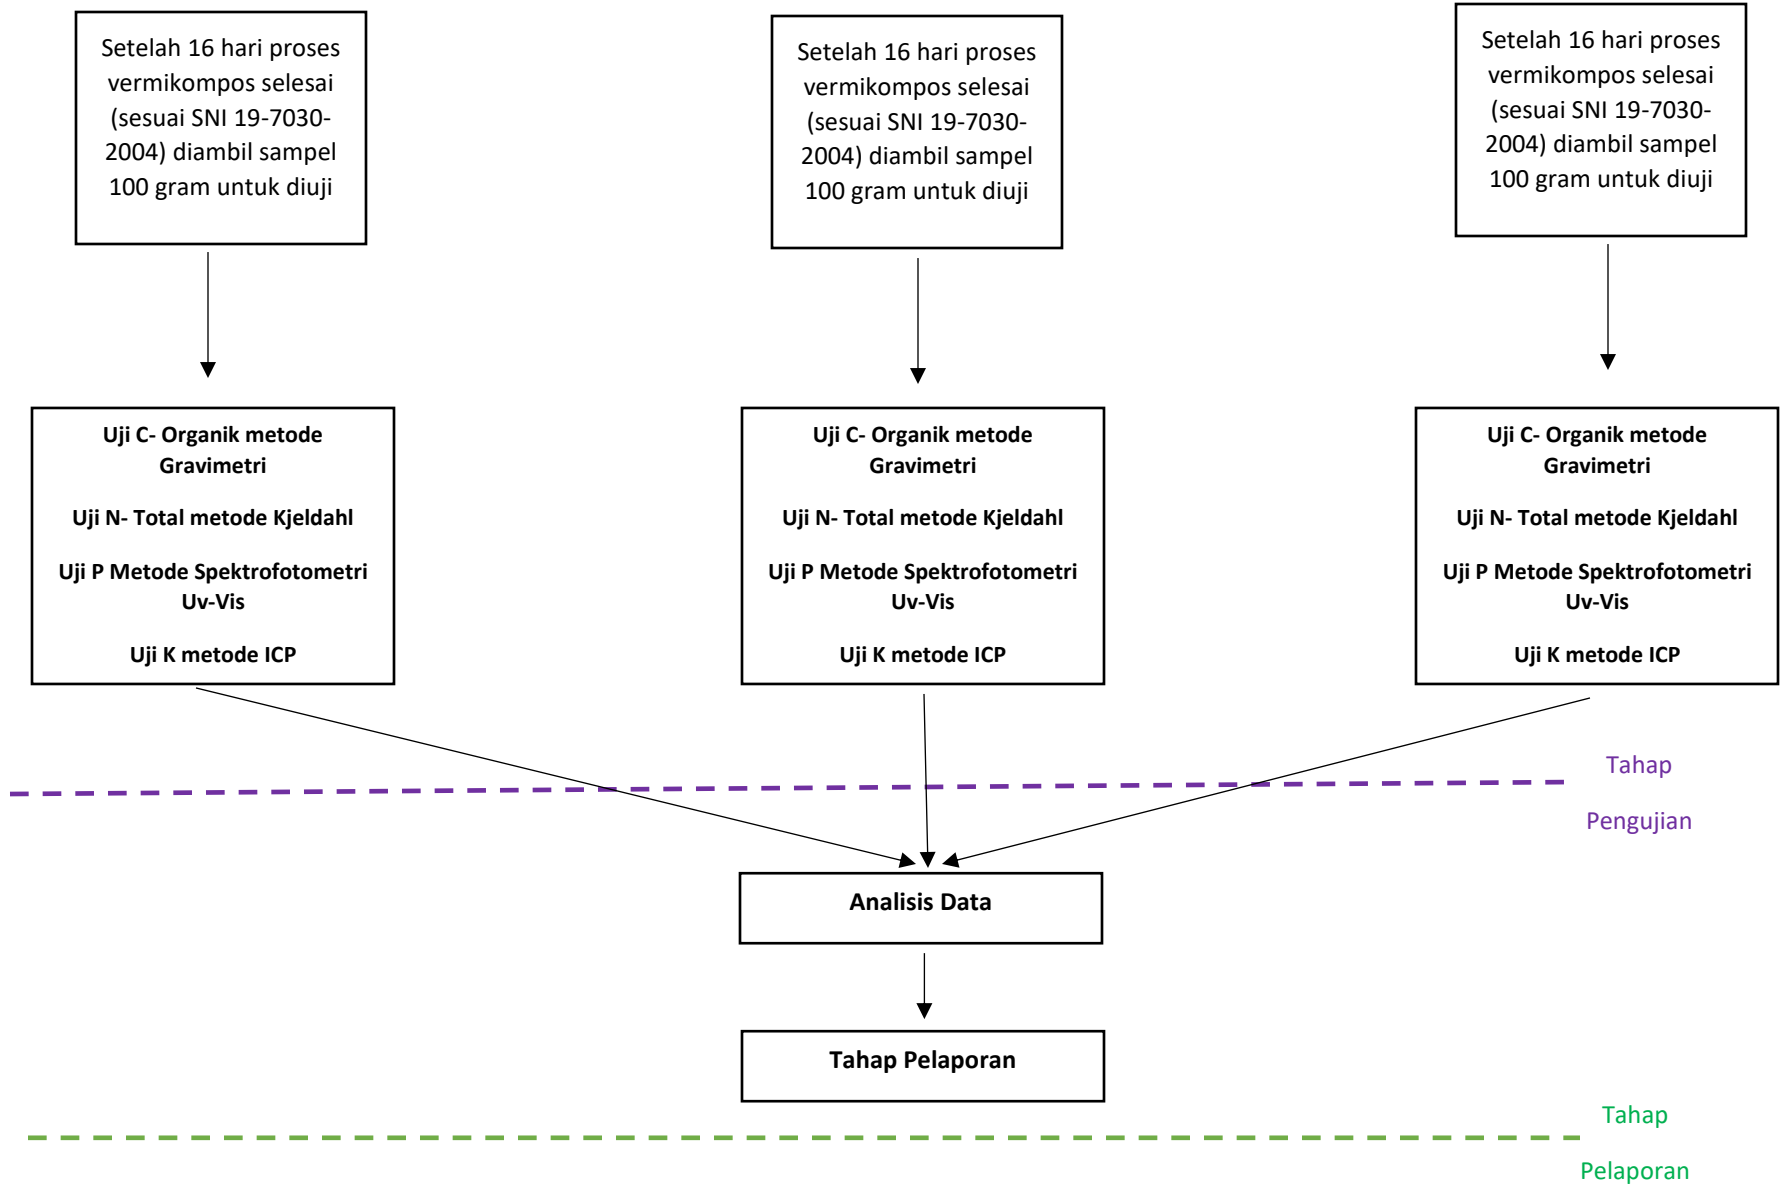 Setelah 16 hari proses
vermikompos selesai
(sesuai SNI 19-7030-
2004) diambil sampel
100 gram untuk diuji
Setelah 16 hari proses
vermikompos selesai
(sesuai SNI 19-7030-
2004) diambil sampel
100 gram untuk diuji
Setelah 16 hari proses
vermikompos selesai
(sesuai SNI 19-7030-
2004) diambil sampel
100 gram untuk diuji
Uji C- Organik metode
Gravimetri
Uji N- Total metode Kjeldahl
Uji P Metode Spektrofotometri
Uv-Vis
Uji K metode ICP
Uji C- Organik metode
Gravimetri
Uji N- Total metode Kjeldahl
Uji P Metode Spektrofotometri
Uv-Vis
Uji K metode ICP
Uji C- Organik metode
Gravimetri
Uji N- Total metode Kjeldahl
Uji P Metode Spektrofotometri
Uv-Vis
Uji K metode ICP
Tahap
Pengujian
Analisis Data
Tahap Pelaporan
Tahap
Pelaporan